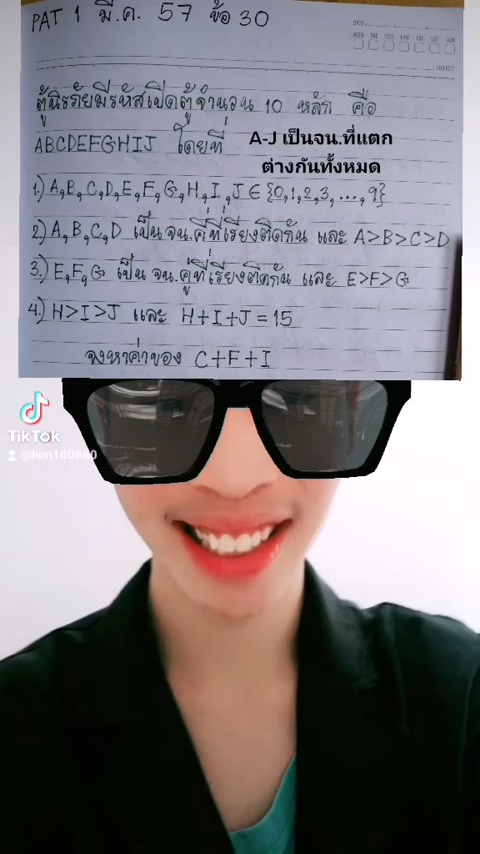 PAT 1 มี.ค. 57 ข้อ 30
ตู้นิรภัยมีรหัสเปิดตู้จำนวน 10 หลัก คือ
ABCDEFGHIJ โดยที่
A-J เป็นจน.ที่แตก
ต่างกันทั้งหมด
1.) A,B,C,D,E,F,G,H,I,J ∈ {0,1,2,3,...,9}
2) A,B,C,D เป็น จน.คี่ที่เรียงติดกัน และ A>B>C>D
3.) E,F,G เป็น จน.คู่ที่เรียงติดกัน และ E>F>G
4.) H>I>J และ H+I+J=15
จงหาค่าของ C+F+I
TikTok
@him100860